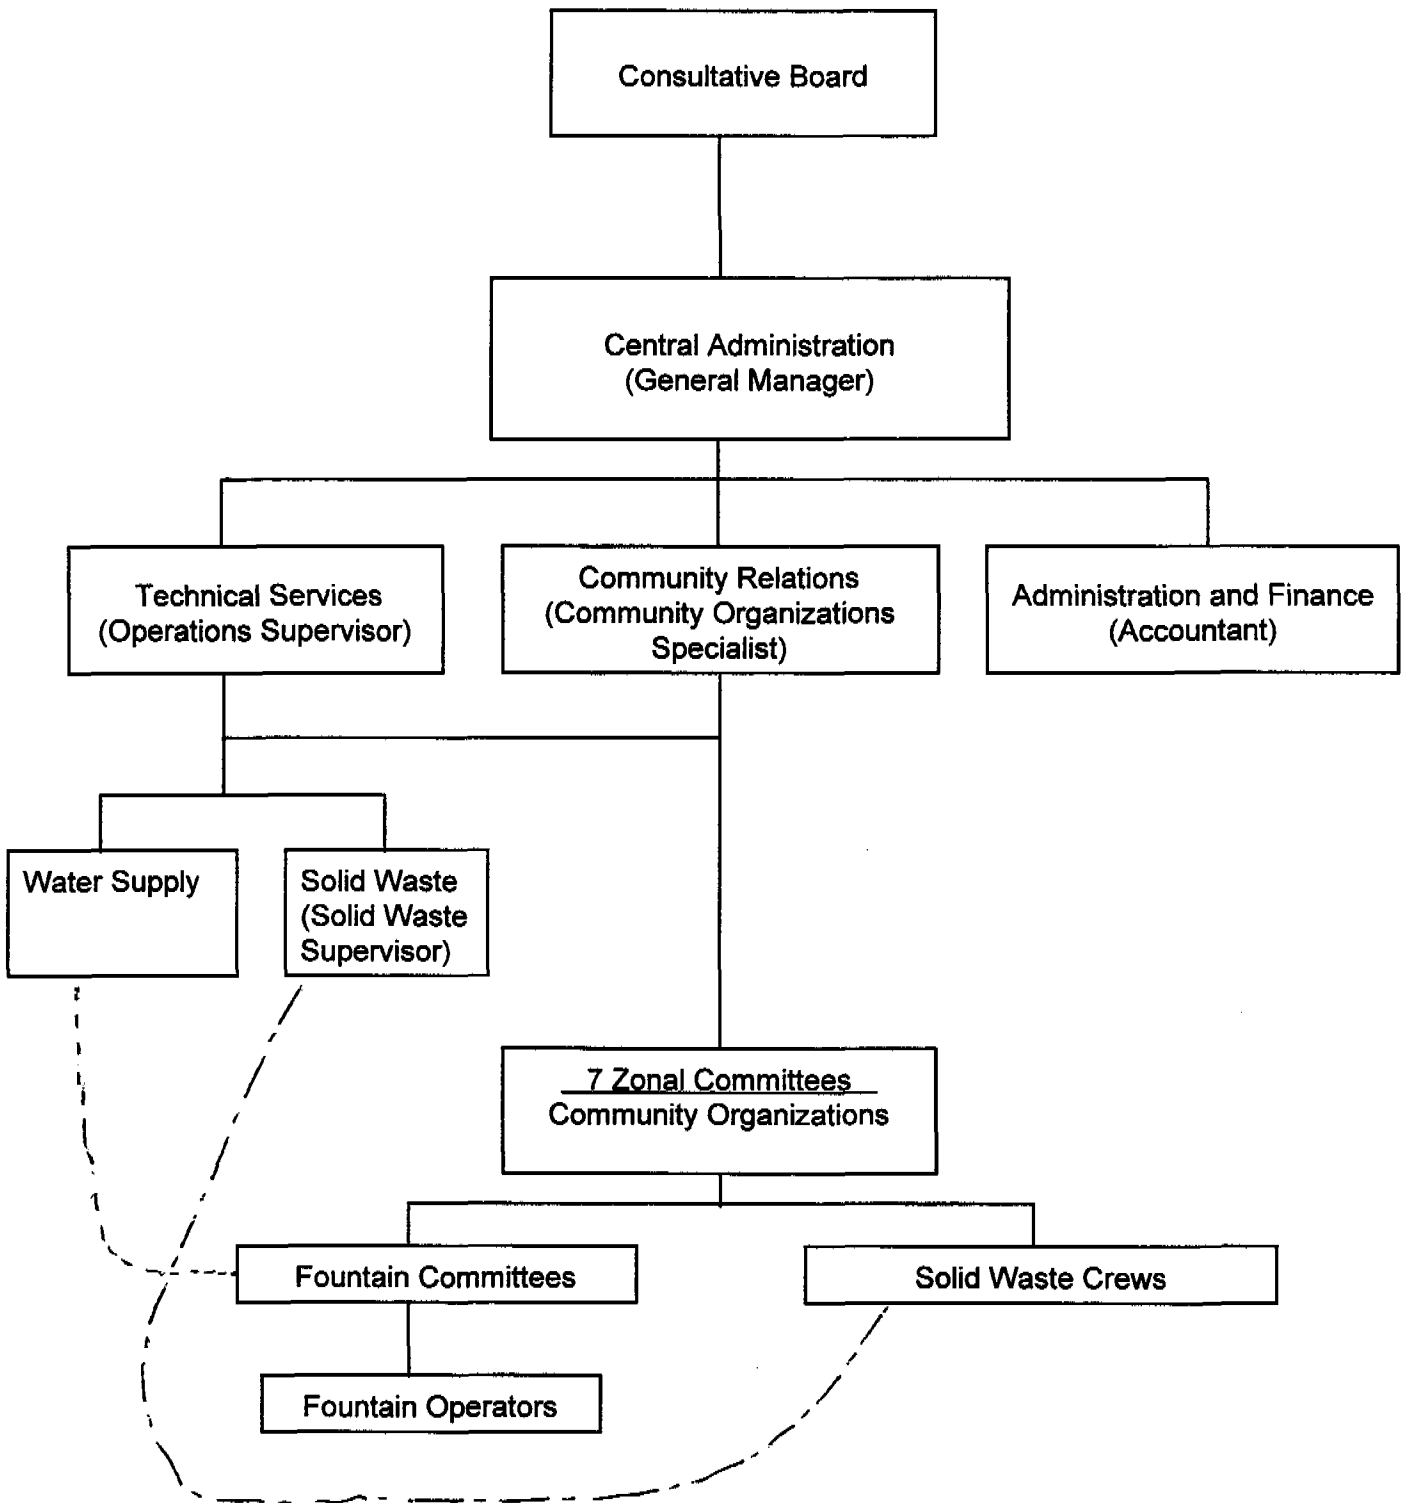 Consultative Board
Central Administration
(General Manager)
Technical Services
(Operations Supervisor)
Community Relations
(Community Organizations
Specialist)
Administration and Finance
(Accountant)
Water Supply
Solid Waste
(Solid Waste
Supervisor)
7 Zonal Committees
Community Organizations
Fountain Committees
Solid Waste Crews
Fountain Operators